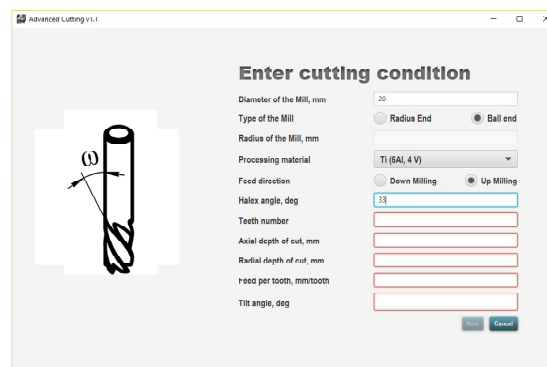 Advanced Cutting v1.1
Enter cutting condition
Diameter of the Mill, mm 20
Type of the Mill Radius End Ball end
Radius of the Mill, mm
Processing material Ti (6Al, 4 V)
Feed direction Down Milling Up Milling
ω
Halex angle, deg 33
Teeth number
Axial depth of cut, mm
Radial depth of cut, mm
Feed per tooth, mm/tooth
Tilt angle, deg
Next Cancel